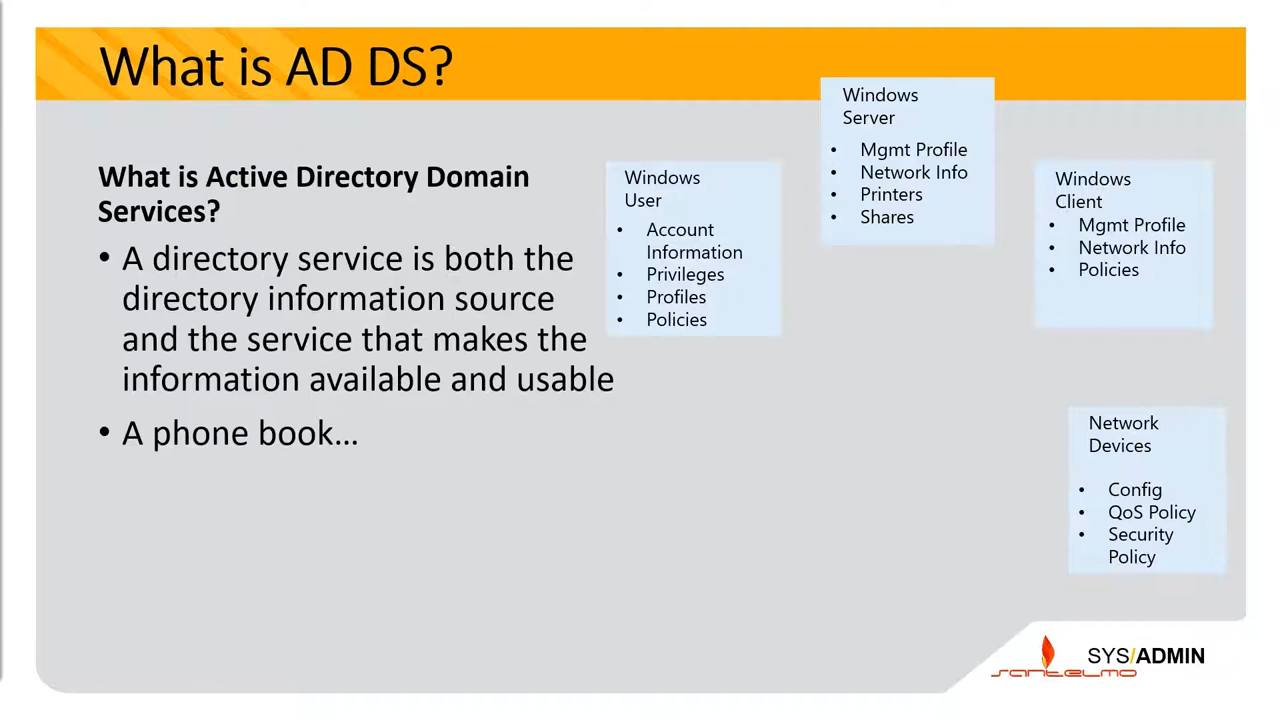 What is AD DS?
What is Active Directory Domain
Services?
• A directory service is both the
directory information source
and the service that makes the
information available and usable
• A phone book...
Windows
User
• Account
Information
• Privileges
• Profiles
• Policies
Windows
Server
• Mgmt Profile
• Network Info
• Printers
• Shares
Windows
Client
• Mgmt Profile
• Network Info
• Policies
Network
Devices
• Config
• QoS Policy
• Security
Policy
SYS/ADMIN
santelmo